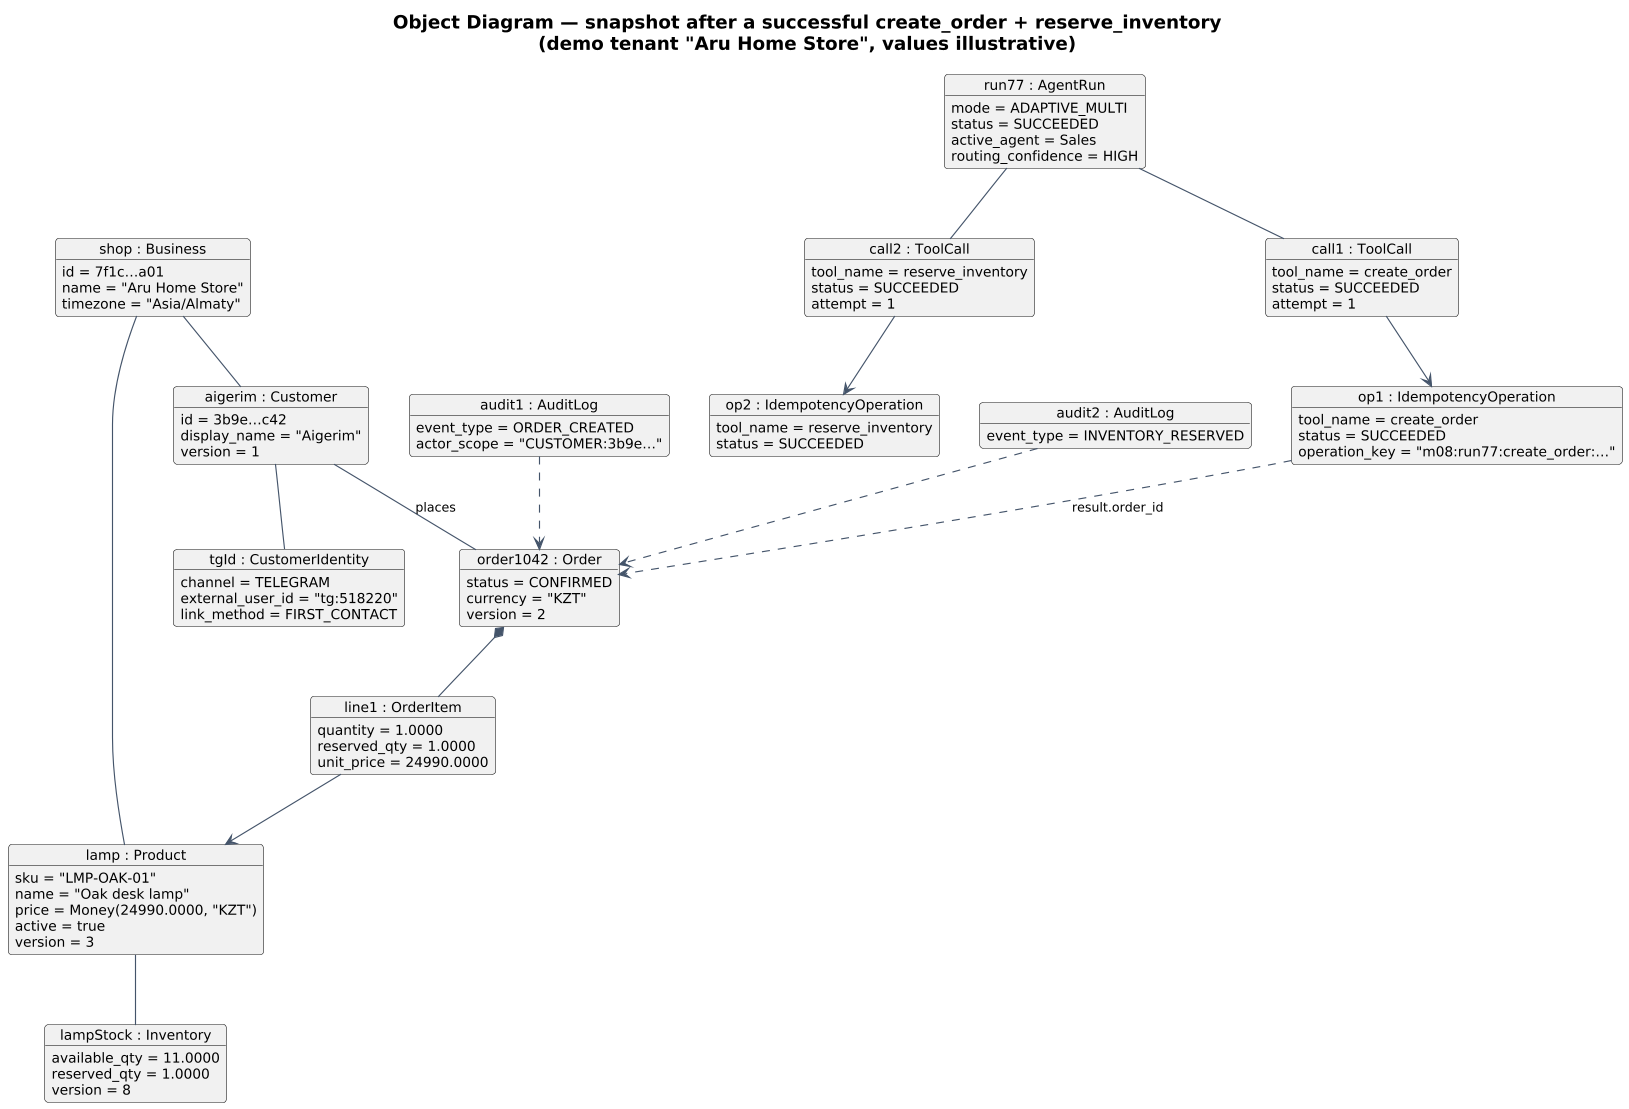 Object Diagram — snapshot after a successful create_order + reserve_inventory
(demo tenant "Aru Home Store", values illustrative)
run77 : AgentRun
mode = ADAPTIVE_MULTI
status = SUCCEEDED
active_agent = Sales
routing_confidence = HIGH
shop : Business
id = 7f1c...a01
name = "Aru Home Store"
timezone = "Asia/Almaty"
call2 : ToolCall
tool_name = reserve_inventory
status = SUCCEEDED
attempt = 1
call1 : ToolCall
tool_name = create_order
status = SUCCEEDED
attempt = 1
aigerim : Customer
id = 3b9e...c42
display_name = "Aigerim"
version = 1
audit1 : AuditLog
event_type = ORDER_CREATED
actor_scope = "CUSTOMER:3b9e..."
op2 : IdempotencyOperation
tool_name = reserve_inventory
status = SUCCEEDED
audit2 : AuditLog
event_type = INVENTORY_RESERVED
op1 : IdempotencyOperation
tool_name = create_order
status = SUCCEEDED
operation_key = "m08:run77:create_order:..."
places
result.order_id
tgId : CustomerIdentity
channel = TELEGRAM
external_user_id = "tg:518220"
link_method = FIRST_CONTACT
order1042 : Order
status = CONFIRMED
currency = "KZT"
version = 2
line1 : OrderItem
quantity = 1.0000
reserved_qty = 1.0000
unit_price = 24990.0000
lamp : Product
sku = "LMP-OAK-01"
name = "Oak desk lamp"
price = Money(24990.0000, "KZT")
active = true
version = 3
lampStock : Inventory
available_qty = 11.0000
reserved_qty = 1.0000
version = 8